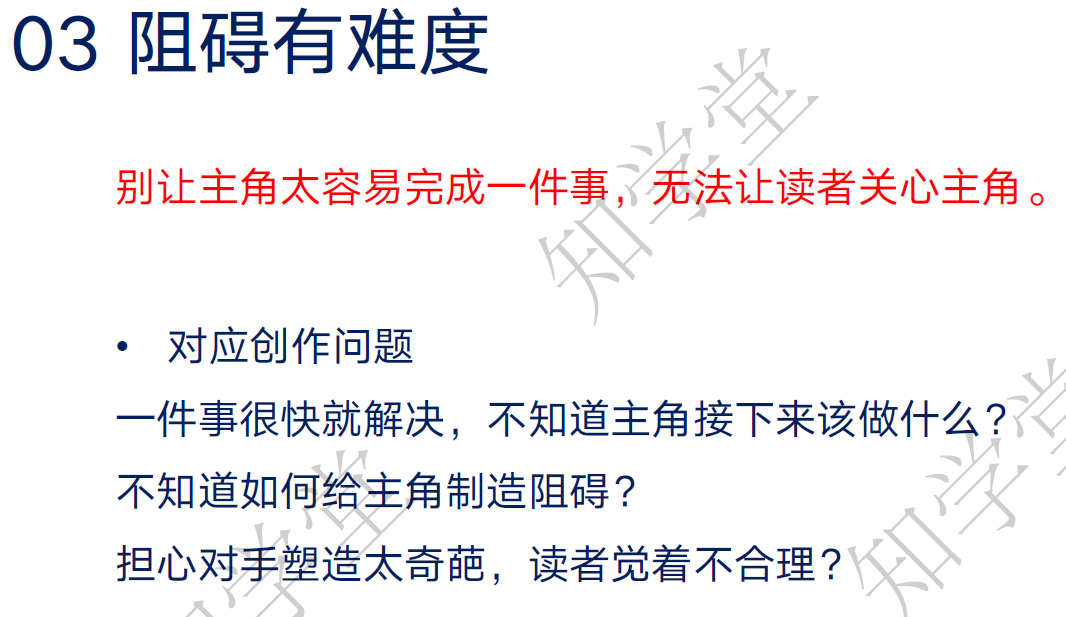 03 阻碍有难度
别让主角太容易完成一件事，无法让读者关心主角。
• 对应创作问题
一件事很快就解决，不知道主角接下来该做什么？
不知道如何给主角制造阻碍？
担心对手塑造太奇葩，读者觉着不合理？
知学堂
知学堂
知学堂